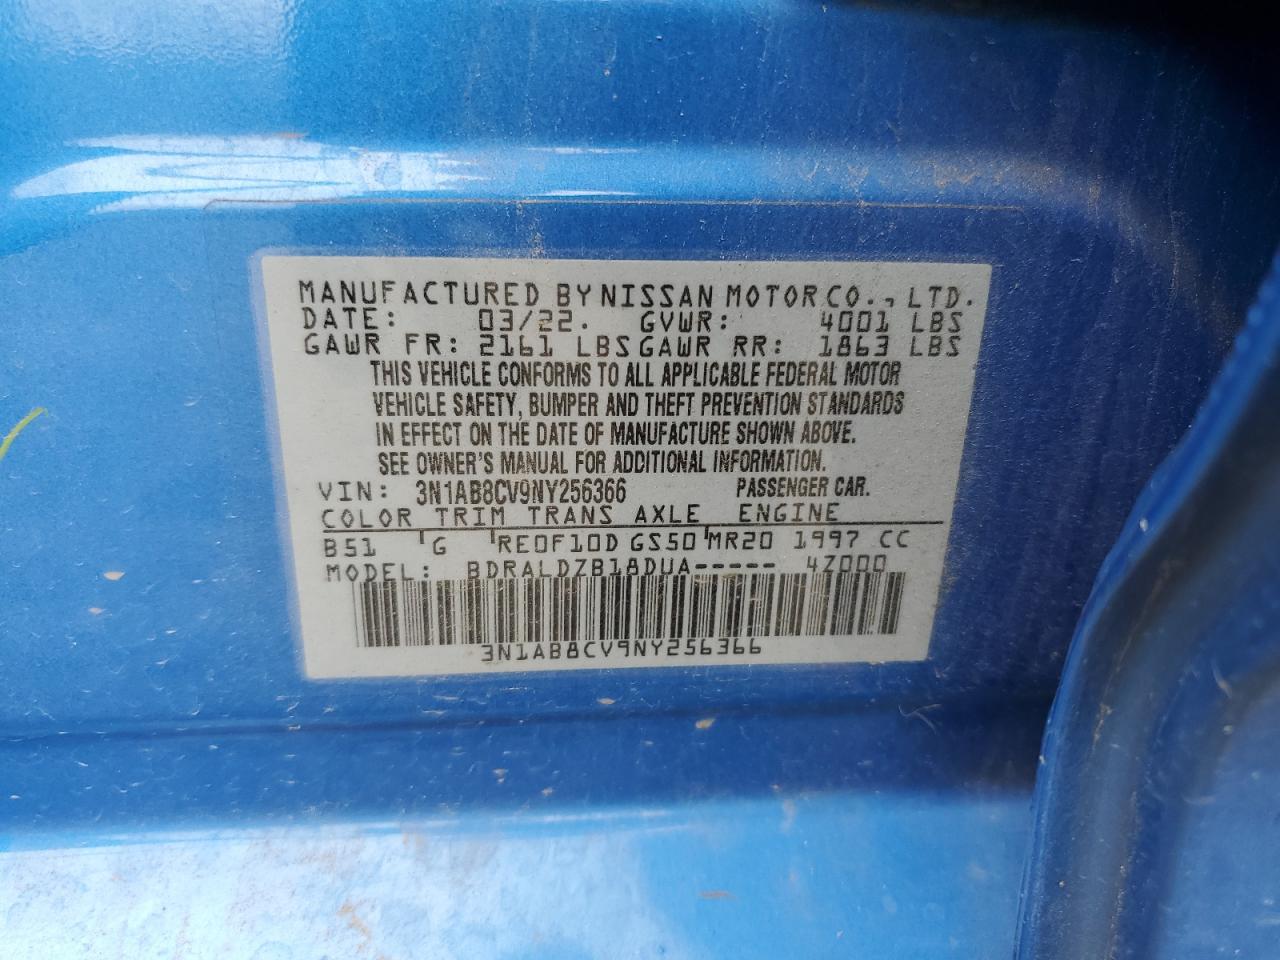 MANUFACTURED BY NISSAN MOTOR CO., LTD.
DATE: 03/22. GVWR: 4001 LBS
GAWR FR: 2161 LBS GAWR RR: 1863 LBS
THIS VEHICLE CONFORMS TO ALL APPLICABLE FEDERAL MOTOR
VEHICLE SAFETY, BUMPER AND THEFT PREVENTION STANDARDS
IN EFFECT ON THE DATE OF MANUFACTURE SHOWN ABOVE.
SEE OWNER'S MANUAL FOR ADDITIONAL INFORMATION.
VIN: 3N1AB8CV9NY256366 PASSENGER CAR.
COLOR TRIM TRANS AXLE ENGINE
B51 G RE0F10D GS50 MR20 1997 CC
MODEL: BDRALDZB18DUA----- 4Z000
3N1AB8CV9NY256366